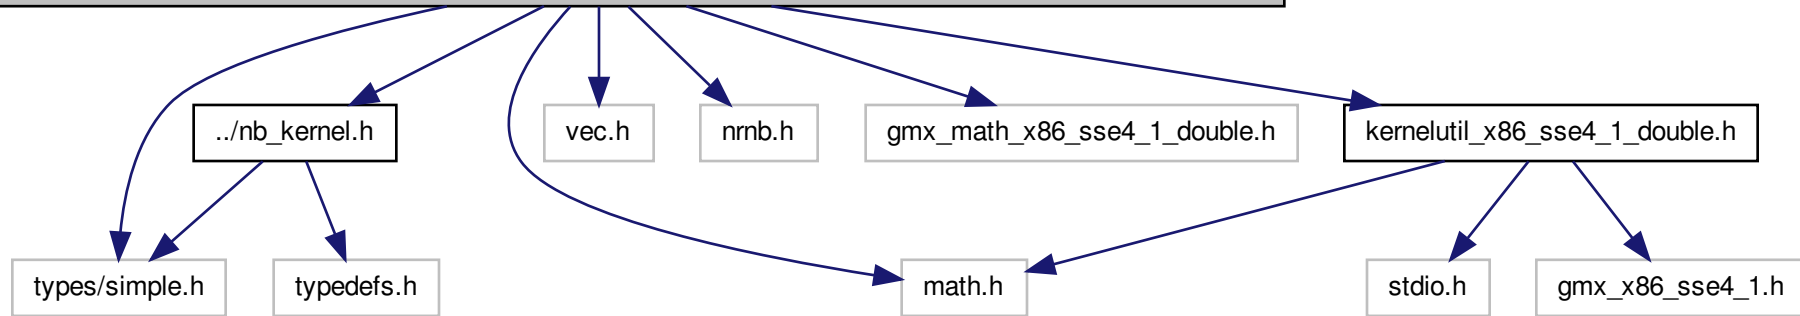 ../nb_kernel.h
vec.h
nrnb.h
gmx_math_x86_sse4_1_double.h
kernelutil_x86_sse4_1_double.h
types/simple.h
typedefs.h
math.h
stdio.h
gmx_x86_sse4_1.h